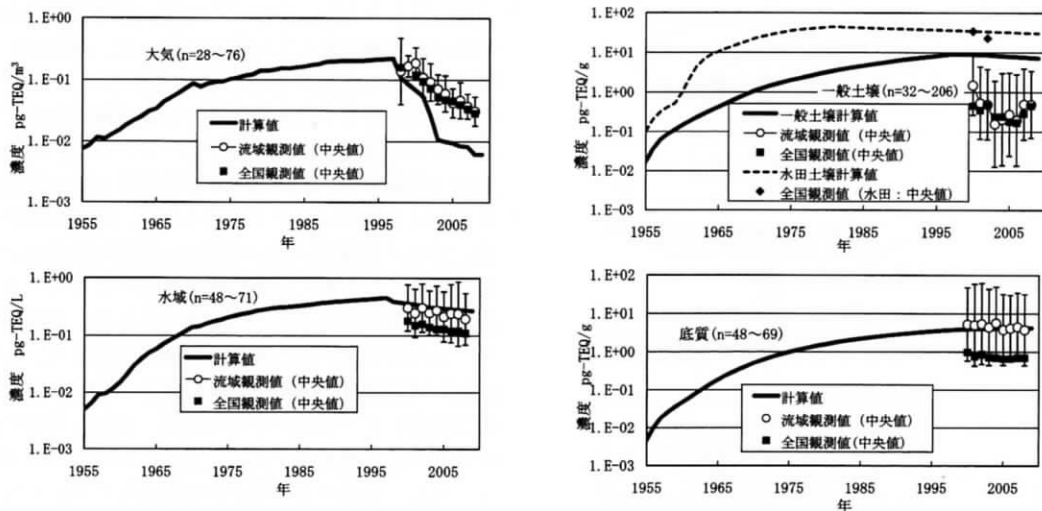 1.E+00
1.E-01
1.E-02
1.E-03
濃度 pg-TEQ/m³
大気(n=28～76)
計算値
流域観測値（中央値）
全国観測値（中央値）
1955
1965
1975
1985
1995
2005
年
1.E+02
1.E+01
1.E+00
1.E-01
1.E-02
1.E-03
濃度 pg-TEQ/g
一般土壌(n=32～206)
一般土壌計算値
流域観測値（中央値）
全国観測値(中央値)
水田土壌計算値
全国観測値（水田：中央値）
1955
1965
1975
1985
1995
2005
年
1.E+00
1.E-01
1.E-02
1.E-03
濃度 pg-TEQ/L
水域(n=48～71)
計算値
流域観測値（中央値）
全国観測値（中央値）
1955
1965
1975
1985
1995
2005
年
1.E+02
1.E+01
1.E+00
1.E-01
1.E-02
1.E-03
濃度 pg-TEQ/g
底質(n=48～69)
計算値
流域観測値（中央値）
全国観測値(中央値)
1955
1965
1975
1985
1995
2005
年